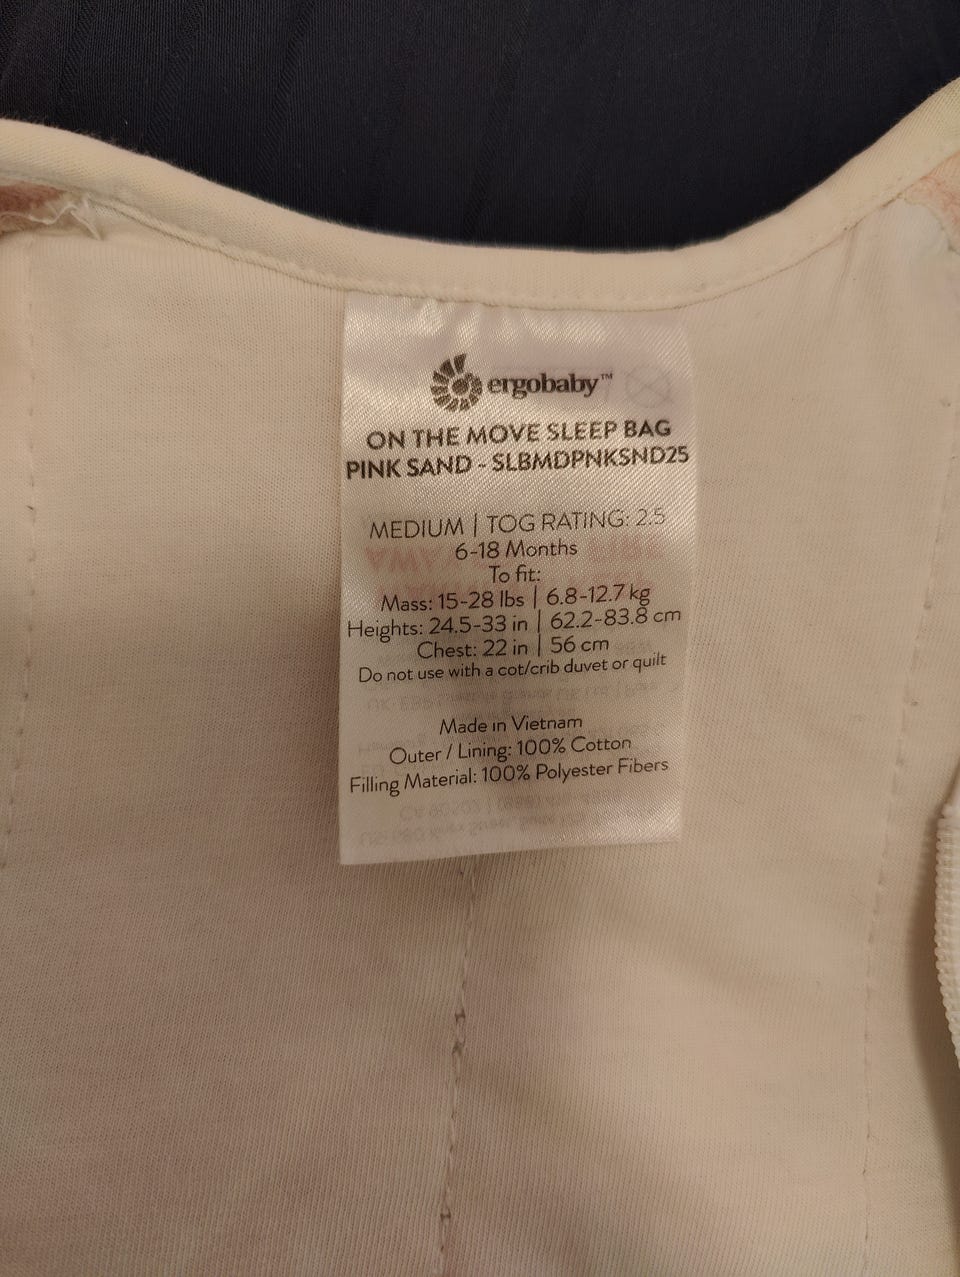 ergobaby™
ON THE MOVE SLEEP BAG
PINK SAND - SLBMDPNKSND25
MEDIUM | TOG RATING: 2.5
6-18 Months
To fit:
Mass: 15-28 lbs | 6.8-12.7 kg
Heights: 24.5-33 in | 62.2-83.8 cm
Chest: 22 in | 56 cm
Do not use with a cot/crib duvet or quilt
Made in Vietnam
Outer / Lining: 100% Cotton
Filling Material: 100% Polyester Fibers